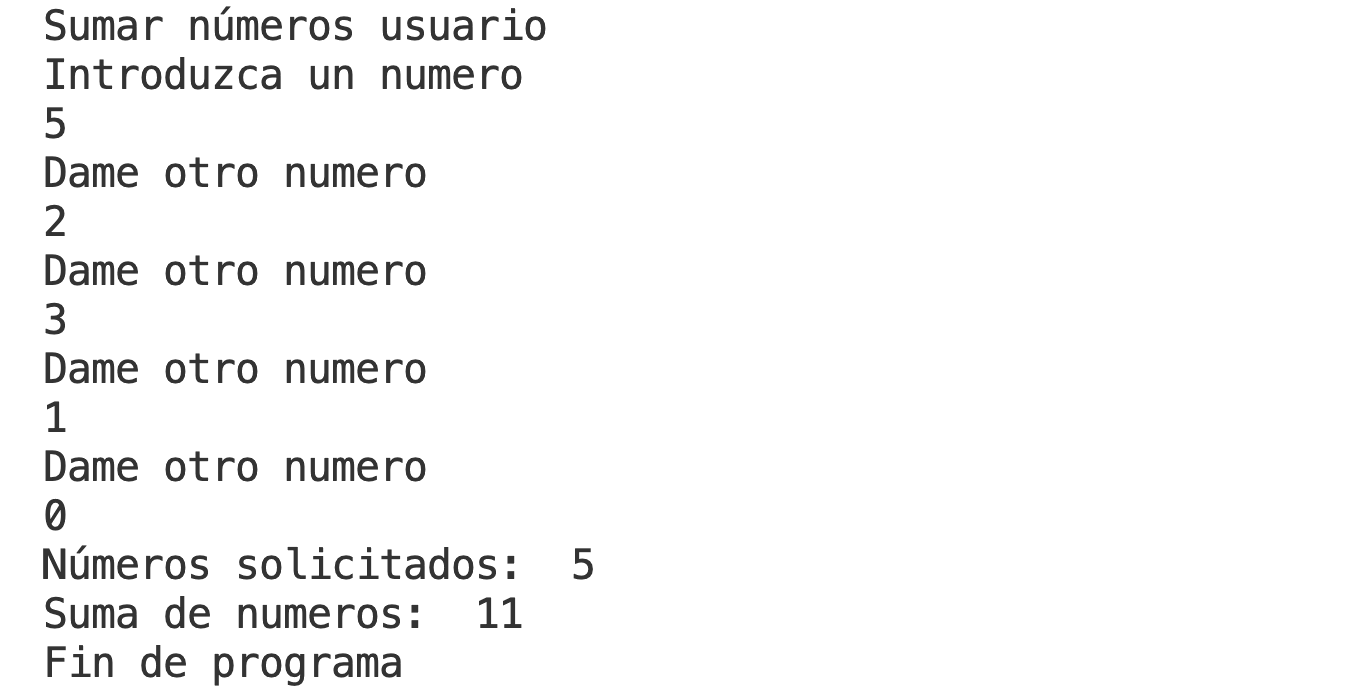 Sumar números usuario
Introduzca un numero
5
Dame otro numero
2
Dame otro numero
3
Dame otro numero
1
Dame otro numero
0
Números solicitados:  5
Suma de numeros:  11
Fin de programa